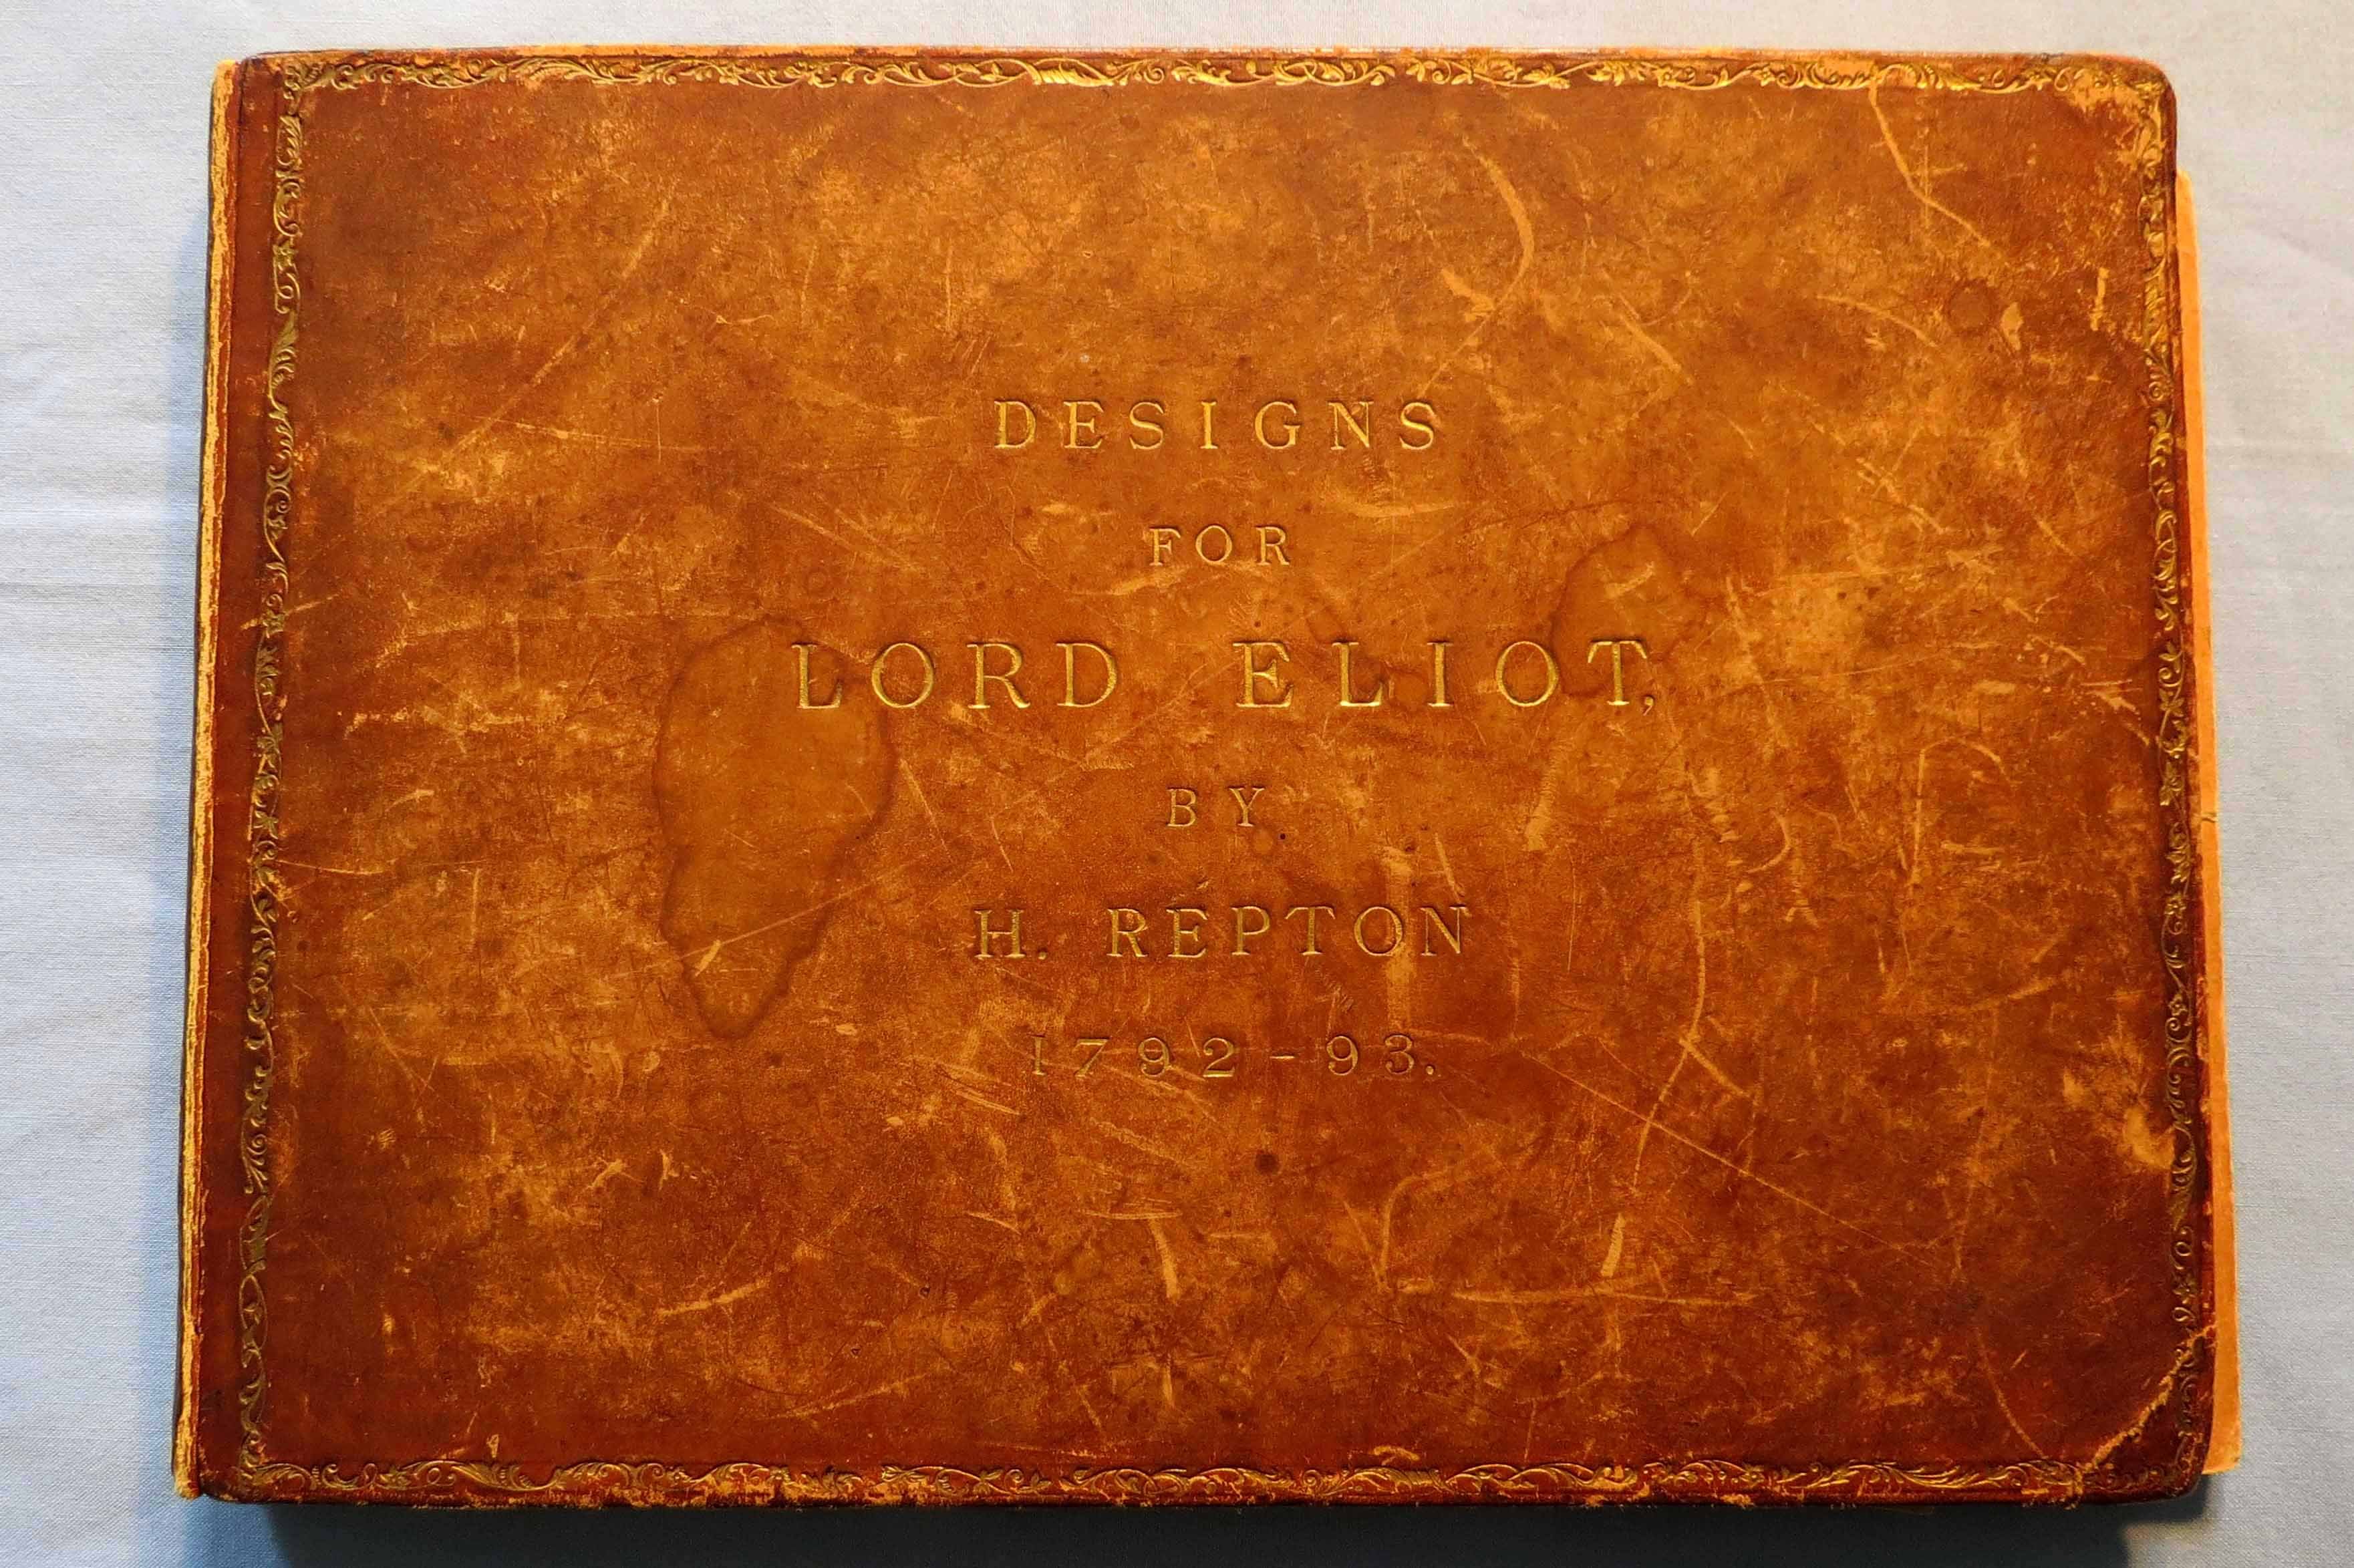 DESIGNS
FOR
LORD ELIOT,
BY
H. REPTON
1792-93.